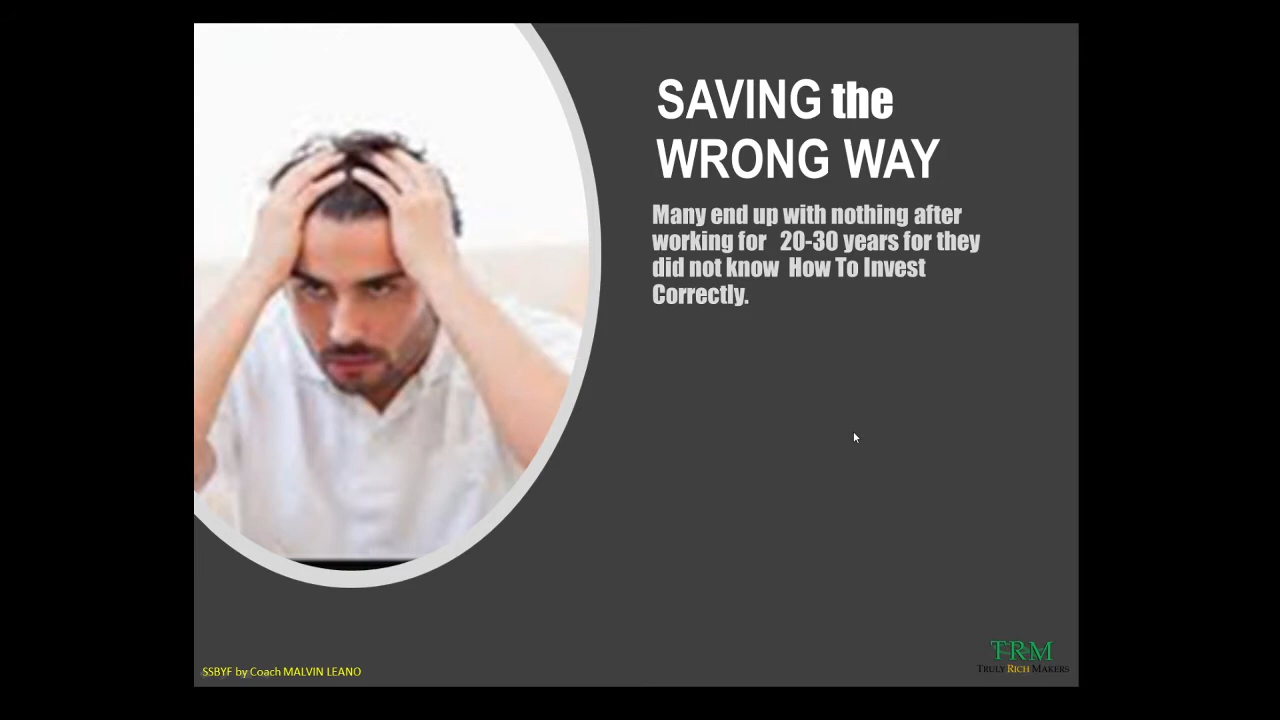 SAVING the
WRONG WAY
Many end up with nothing after
working for 20-30 years for they
did not know How To Invest
Correctly.
SSBYF by Coach MALVIN LEANO
TRM
TRULY RICH MAKERS